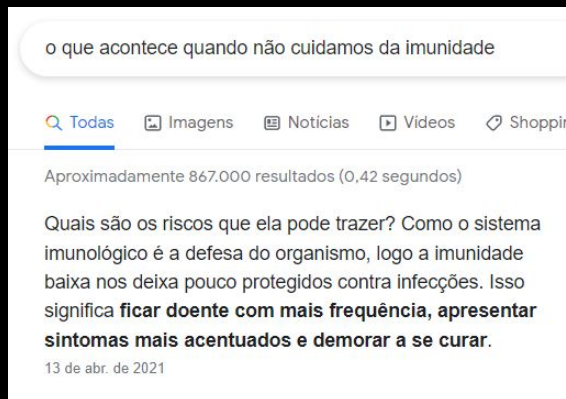 o que acontece quando não cuidamos da imunidade
Todas Imagens Notícias Vídeos Shoppin
Aproximadamente 867.000 resultados (0,42 segundos)
Quais são os riscos que ela pode trazer? Como o sistema
imunológico é a defesa do organismo, logo a imunidade
baixa nos deixa pouco protegidos contra infecções. Isso
significa ficar doente com mais frequência, apresentar
sintomas mais acentuados e demorar a se curar.
13 de abr. de 2021